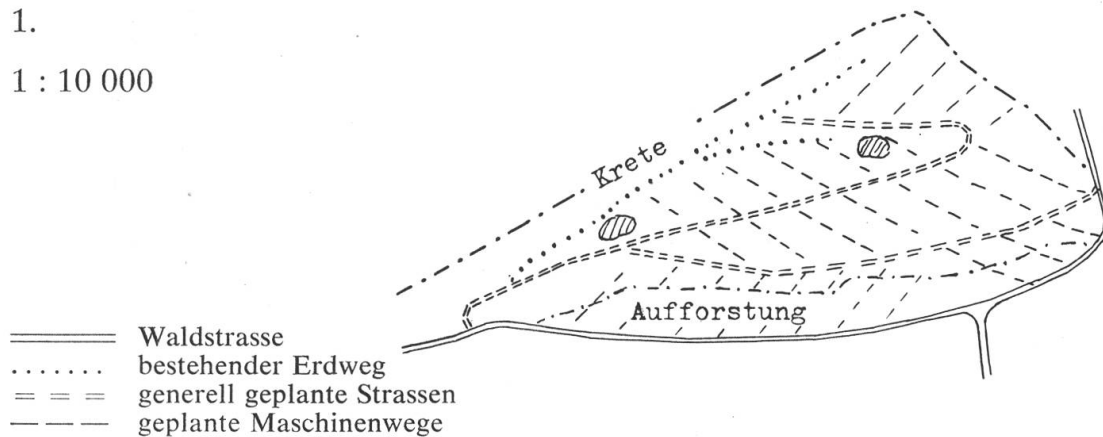 1.
1 : 10 000
Krete
Aufforstung
Waldstrasse
bestehender Erdweg
generell geplante Strassen
geplante Maschinenwege